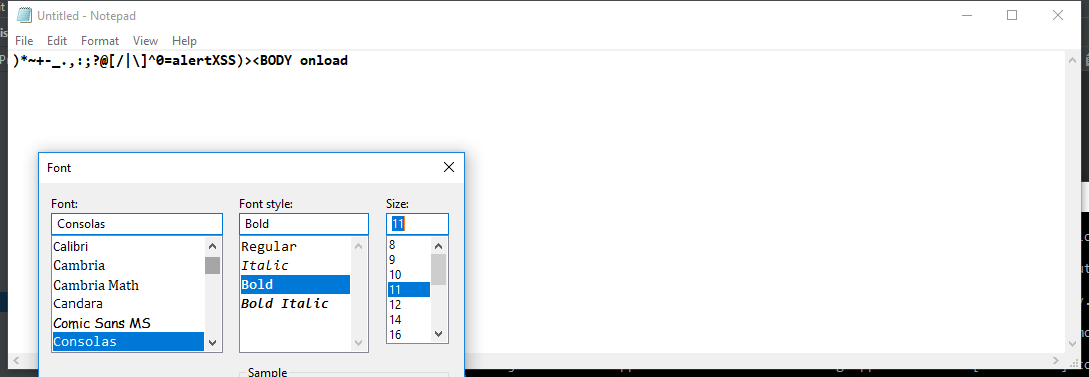 Untitled - Notepad
File Edit Format View Help
)*~+-_.,:;?@[/|\]^0=alertXSS)><BODY onload
Font
Font: Font style: Size:
Consolas Bold 11
Calibri
Cambria
Cambria Math
Candara
Comic Sans MS
Consolas
Regular
Italic
Bold
Bold Italic
8
9
10
11
12
14
16
Sample